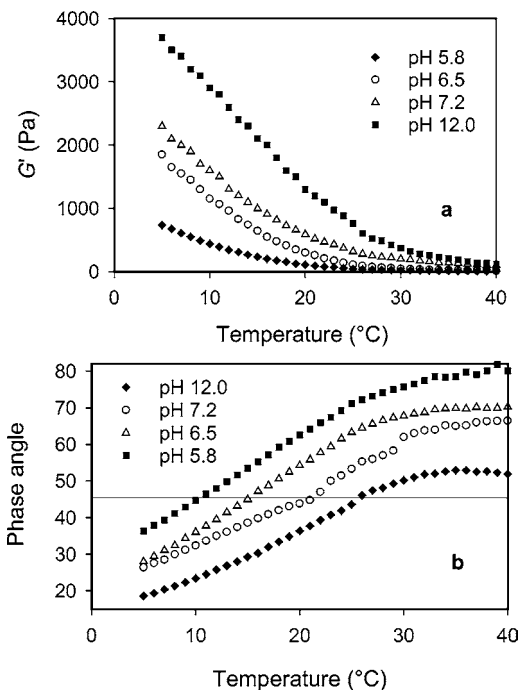 4000
3000
2000
1000
0
G' (Pa)
pH 5.8
pH 6.5
pH 7.2
pH 12.0
a
0 10 20 30 40
Temperature (°C)
80
70
60
50
40
30
20
Phase angle
pH 12.0
pH 7.2
pH 6.5
pH 5.8
b
0 10 20 30 40
Temperature (°C)